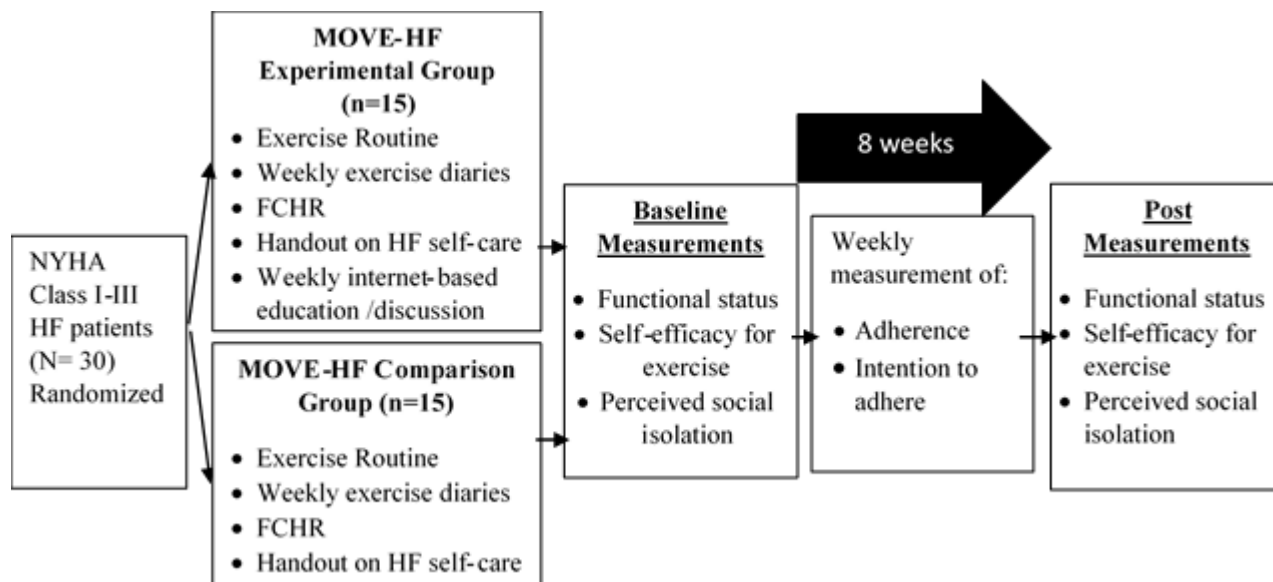 NYHA
Class I-III
HF patients
(N= 30)
Randomized
MOVE-HF
Experimental Group
(n=15)
• Exercise Routine
• Weekly exercise diaries
• FCHR
• Handout on HF self-care
• Weekly internet-based
education /discussion
MOVE-HF Comparison
Group (n=15)
• Exercise Routine
• Weekly exercise diaries
• FCHR
• Handout on HF self-care
Baseline
Measurements
• Functional status
• Self-efficacy for
exercise
• Perceived social
isolation
8 weeks
Weekly
measurement of:
• Adherence
• Intention to
adhere
Post
Measurements
• Functional status
• Self-efficacy for
exercise
• Perceived social
isolation